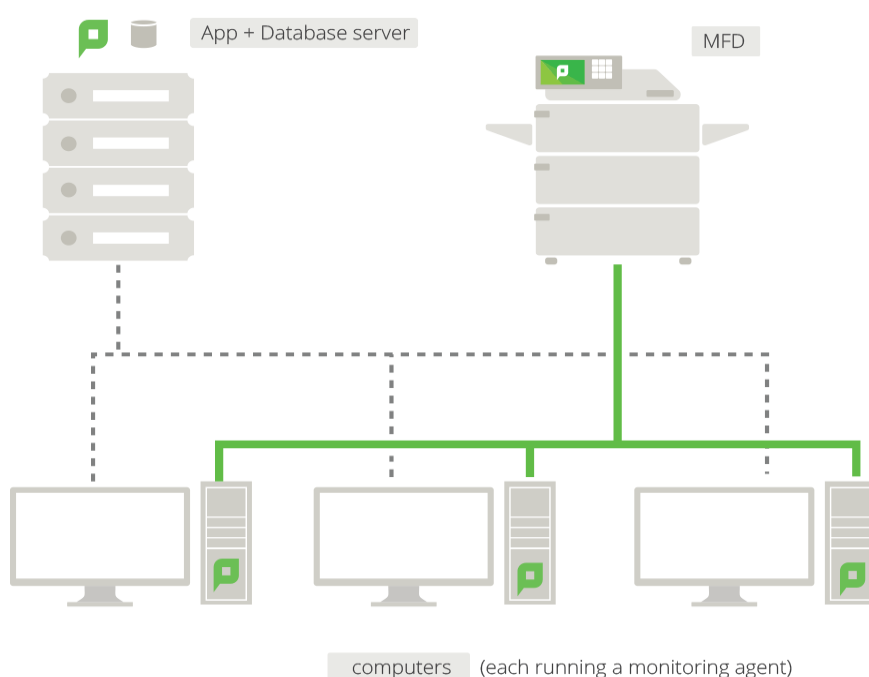 App + Database server
MFD
computers (each running a monitoring agent)